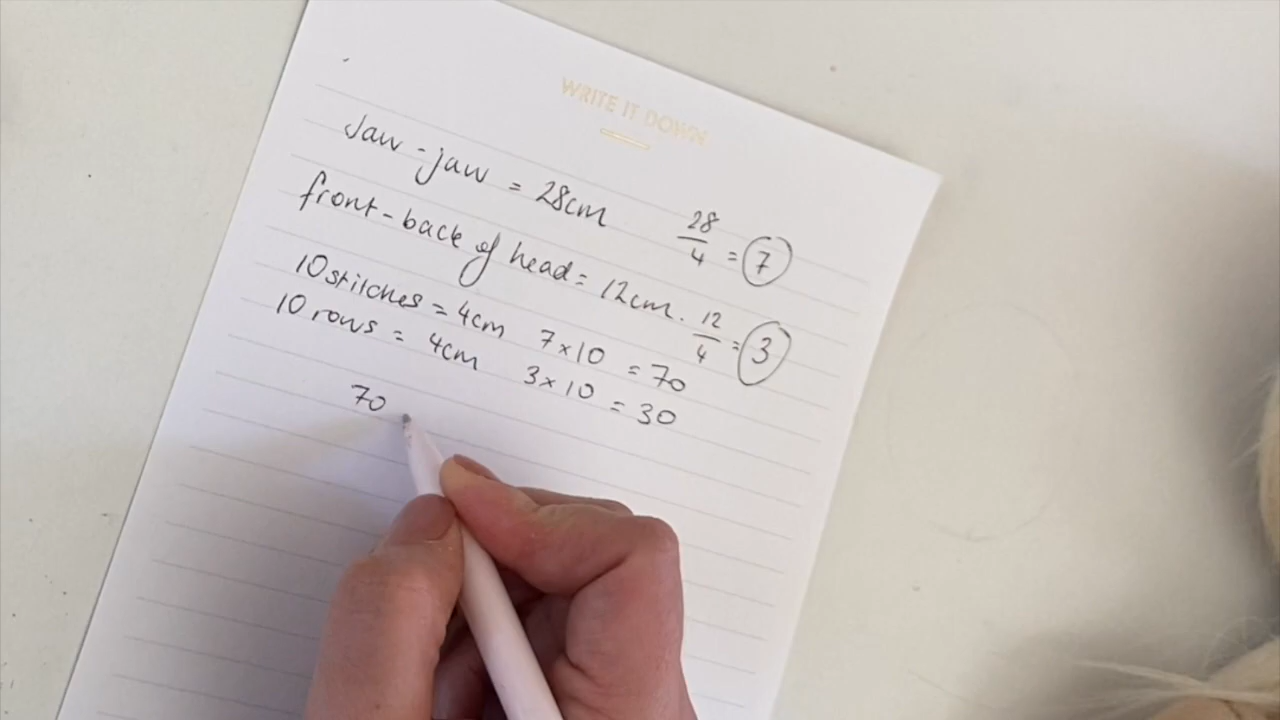 WRITE IT DOWN
Jaw - jaw = 28cm 28/4 = 7
front - back of head = 12cm. 12/4 = 3
10 stitches = 4cm 7 x 10 = 70
10 rows = 4cm 3 x 10 = 30
70